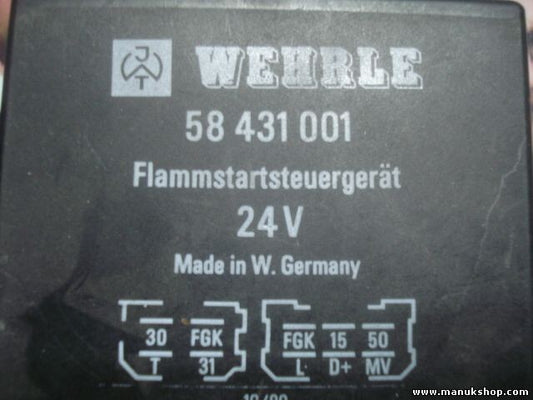 JWT WEHRLE
58 431 001
Flammstartsteuergerät
24V
Made in W. Germany
30 FGK FGK 15 50
T 31 L D+ MV
www.manukshop.com